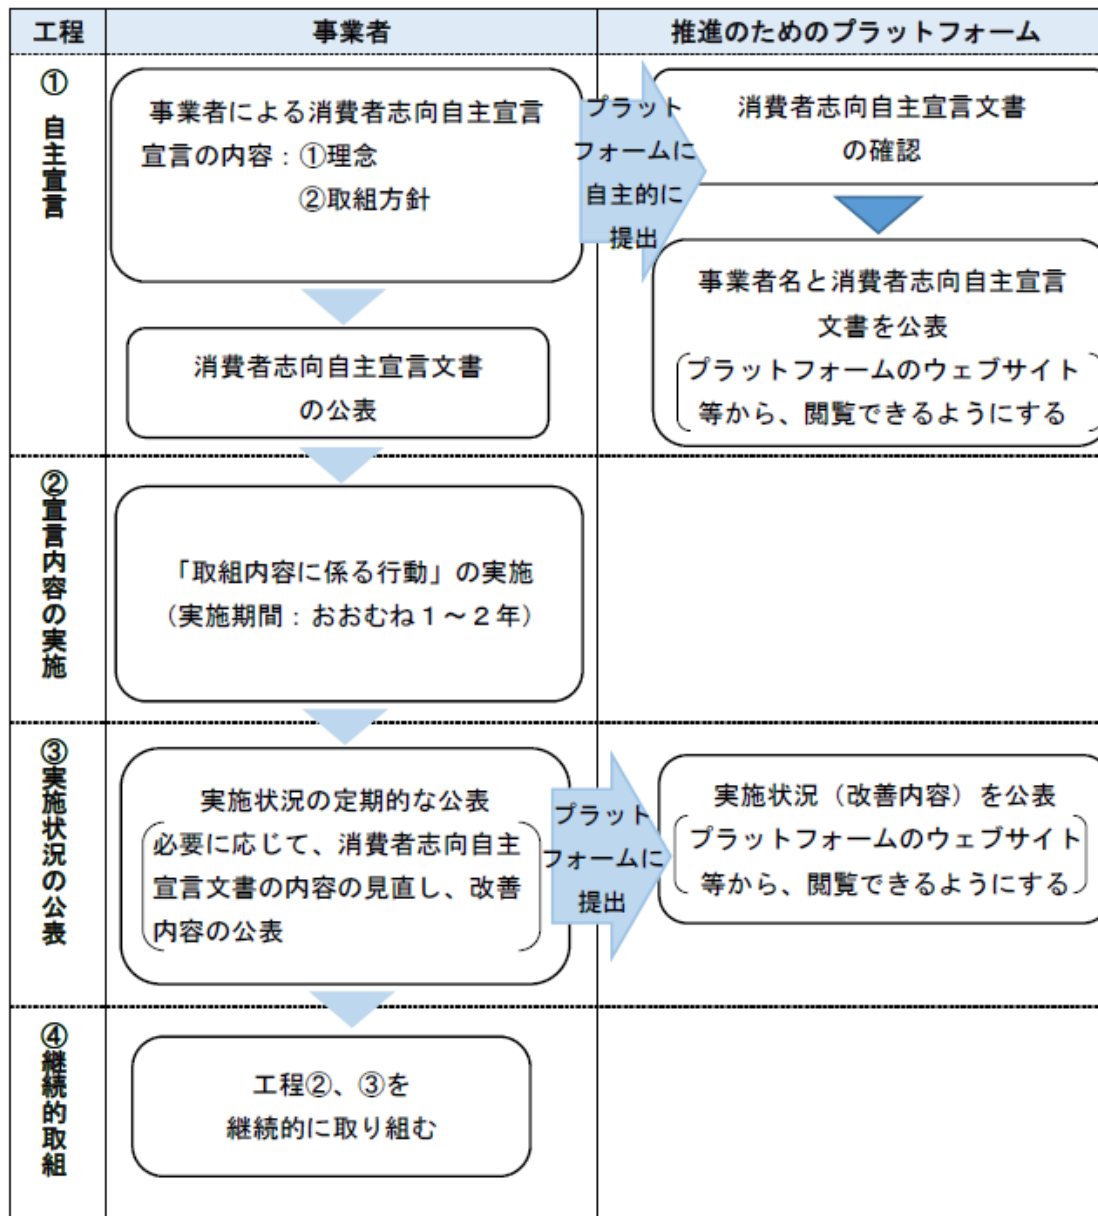 工程
事業者
推進のためのプラットフォーム
①自主宣言
事業者による消費者志向自主宣言
宣言の内容：①理念
②取組方針
プラット
フォームに
自主的に
提出
消費者志向自主宣言文書
の確認
事業者名と消費者志向自主宣言
文書を公表
プラットフォームのウェブサイト
等から、閲覧できるようにする
消費者志向自主宣言文書
の公表
②宣言内容の実施
「取組内容に係る行動」の実施
（実施期間：おおむね１～２年）
③実施状況の公表
実施状況の定期的な公表
必要に応じて、消費者志向自主
宣言文書の内容の見直し、改善
内容の公表
プラット
フォームに
提出
実施状況（改善内容）を公表
プラットフォームのウェブサイト
等から、閲覧できるようにする
④継続的取組
工程②、③を
継続的に取り組む